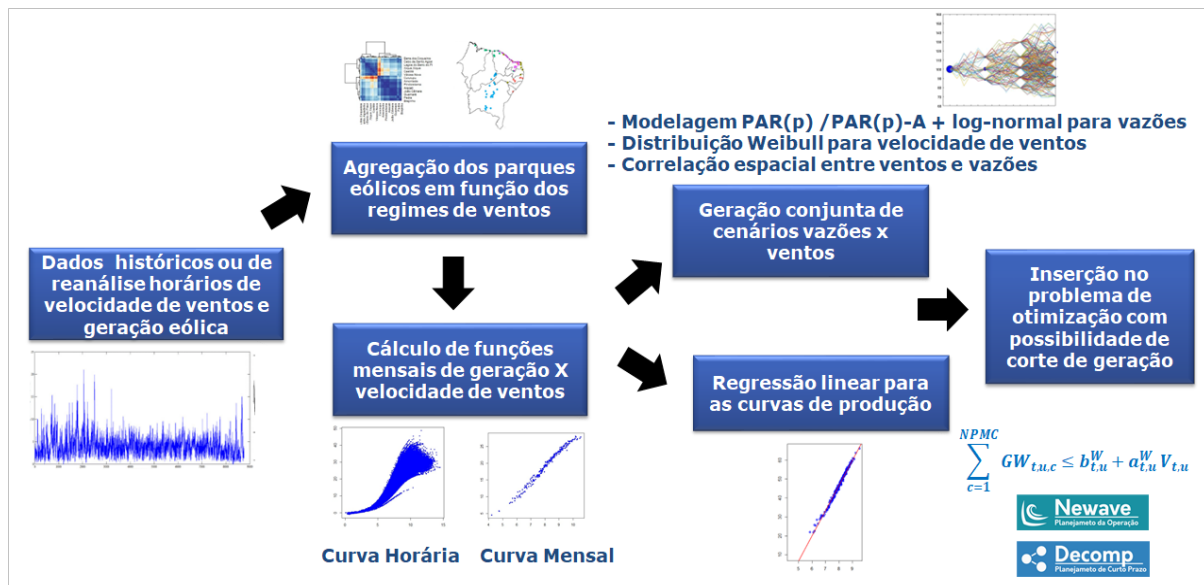 - Modelagem PAR(p) /PAR(p)-A + log-normal para vazões
- Distribuição Weibull para velocidade de ventos
- Correlação espacial entre ventos e vazões
Agregação dos parques
eólicos em função dos
regimes de ventos
Geração conjunta de
cenários vazões x
ventos
Dados históricos ou de
reanálise horários de
velocidade de ventos e
geração eólica
Inserção no
problema de
otimização com
possibilidade de
corte de geração
Cálculo de funções
mensais de geração X
velocidade de ventos
Regressão linear para
as curvas de produção
NPMC
∑ GW_{t,u,c} ≤ b^W_{t,u} + a^W_{t,u} V_{t,u}
c=1
Curva Horária
Curva Mensal
Newave
Planejamento da Operação
Decomp
Planejameto de Curto Prazo